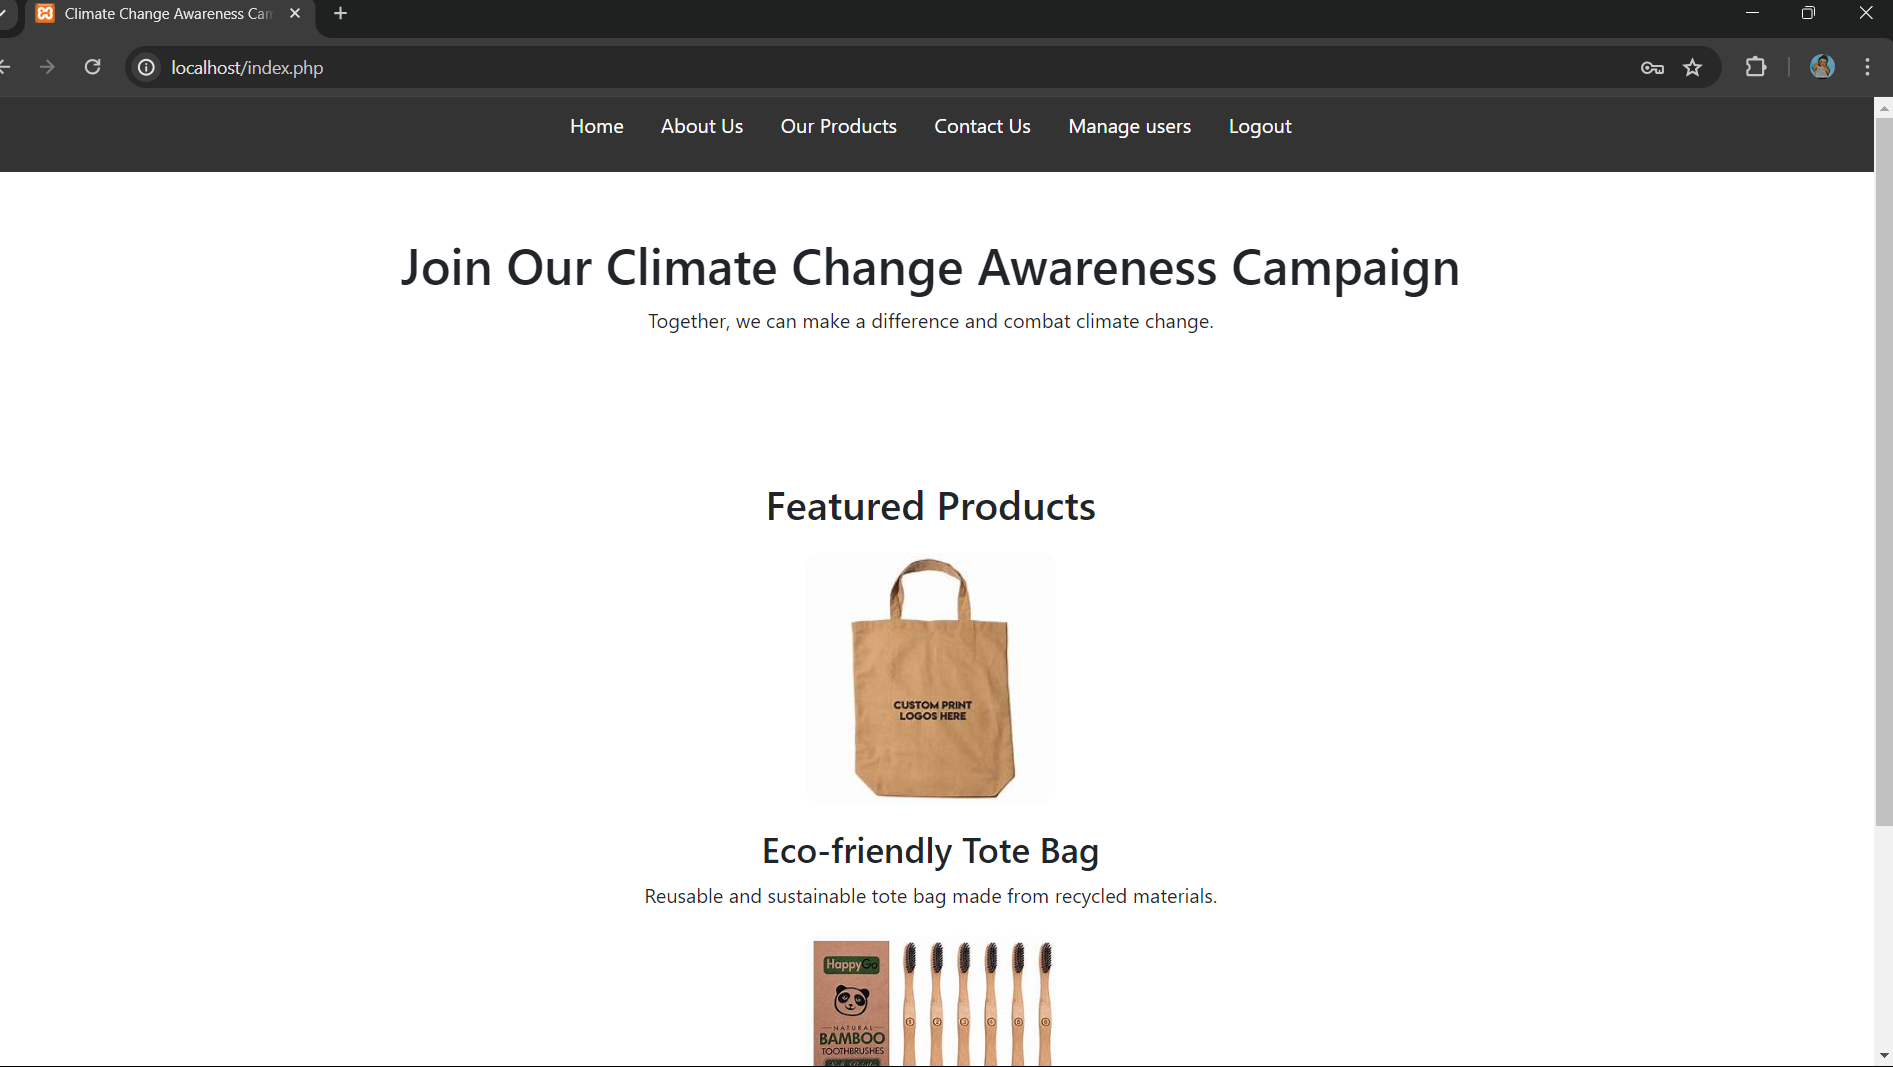 Climate Change Awareness Can
localhost/index.php
Home About Us Our Products Contact Us Manage users Logout
Join Our Climate Change Awareness Campaign
Together, we can make a difference and combat climate change.
Featured Products
CUSTOM PRINT
LOGOS HERE
Eco-friendly Tote Bag
Reusable and sustainable tote bag made from recycled materials.
HappyGo
NATURAL
BAMBOO
TOOTHBRUSHES